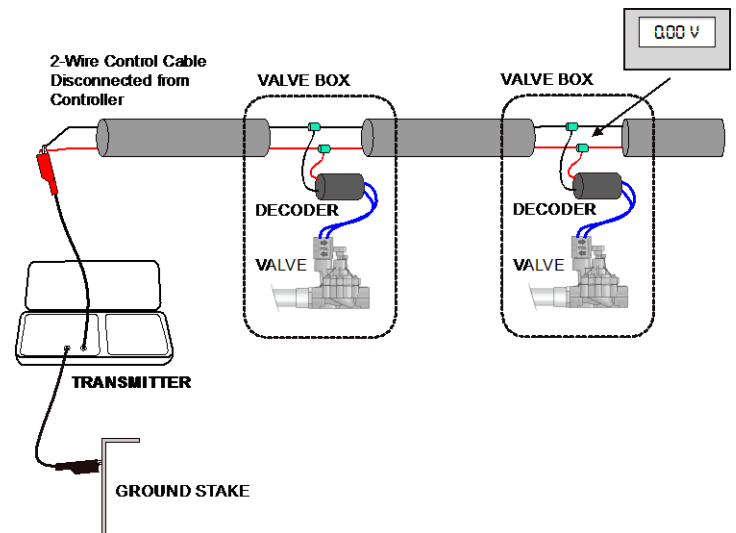 2-Wire Control Cable
Disconnected from
Controller
VALVE BOX
VALVE BOX
0.00 V
DECODER
DECODER
VALVE
VALVE
TRANSMITTER
GROUND STAKE